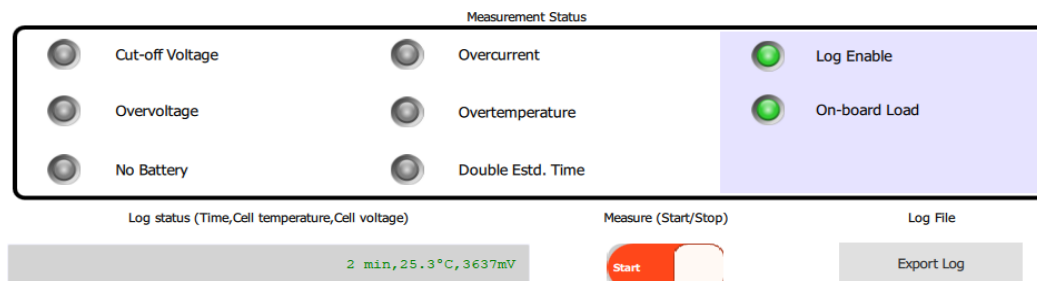 Measurement Status
Cut-off Voltage
Overcurrent
Log Enable
Overvoltage
Overtemperature
On-board Load
No Battery
Double Estd. Time
Log status (Time,Cell temperature,Cell voltage)
Measure (Start/Stop)
Log File
2 min,25.3°C,3637mV
Start
Export Log